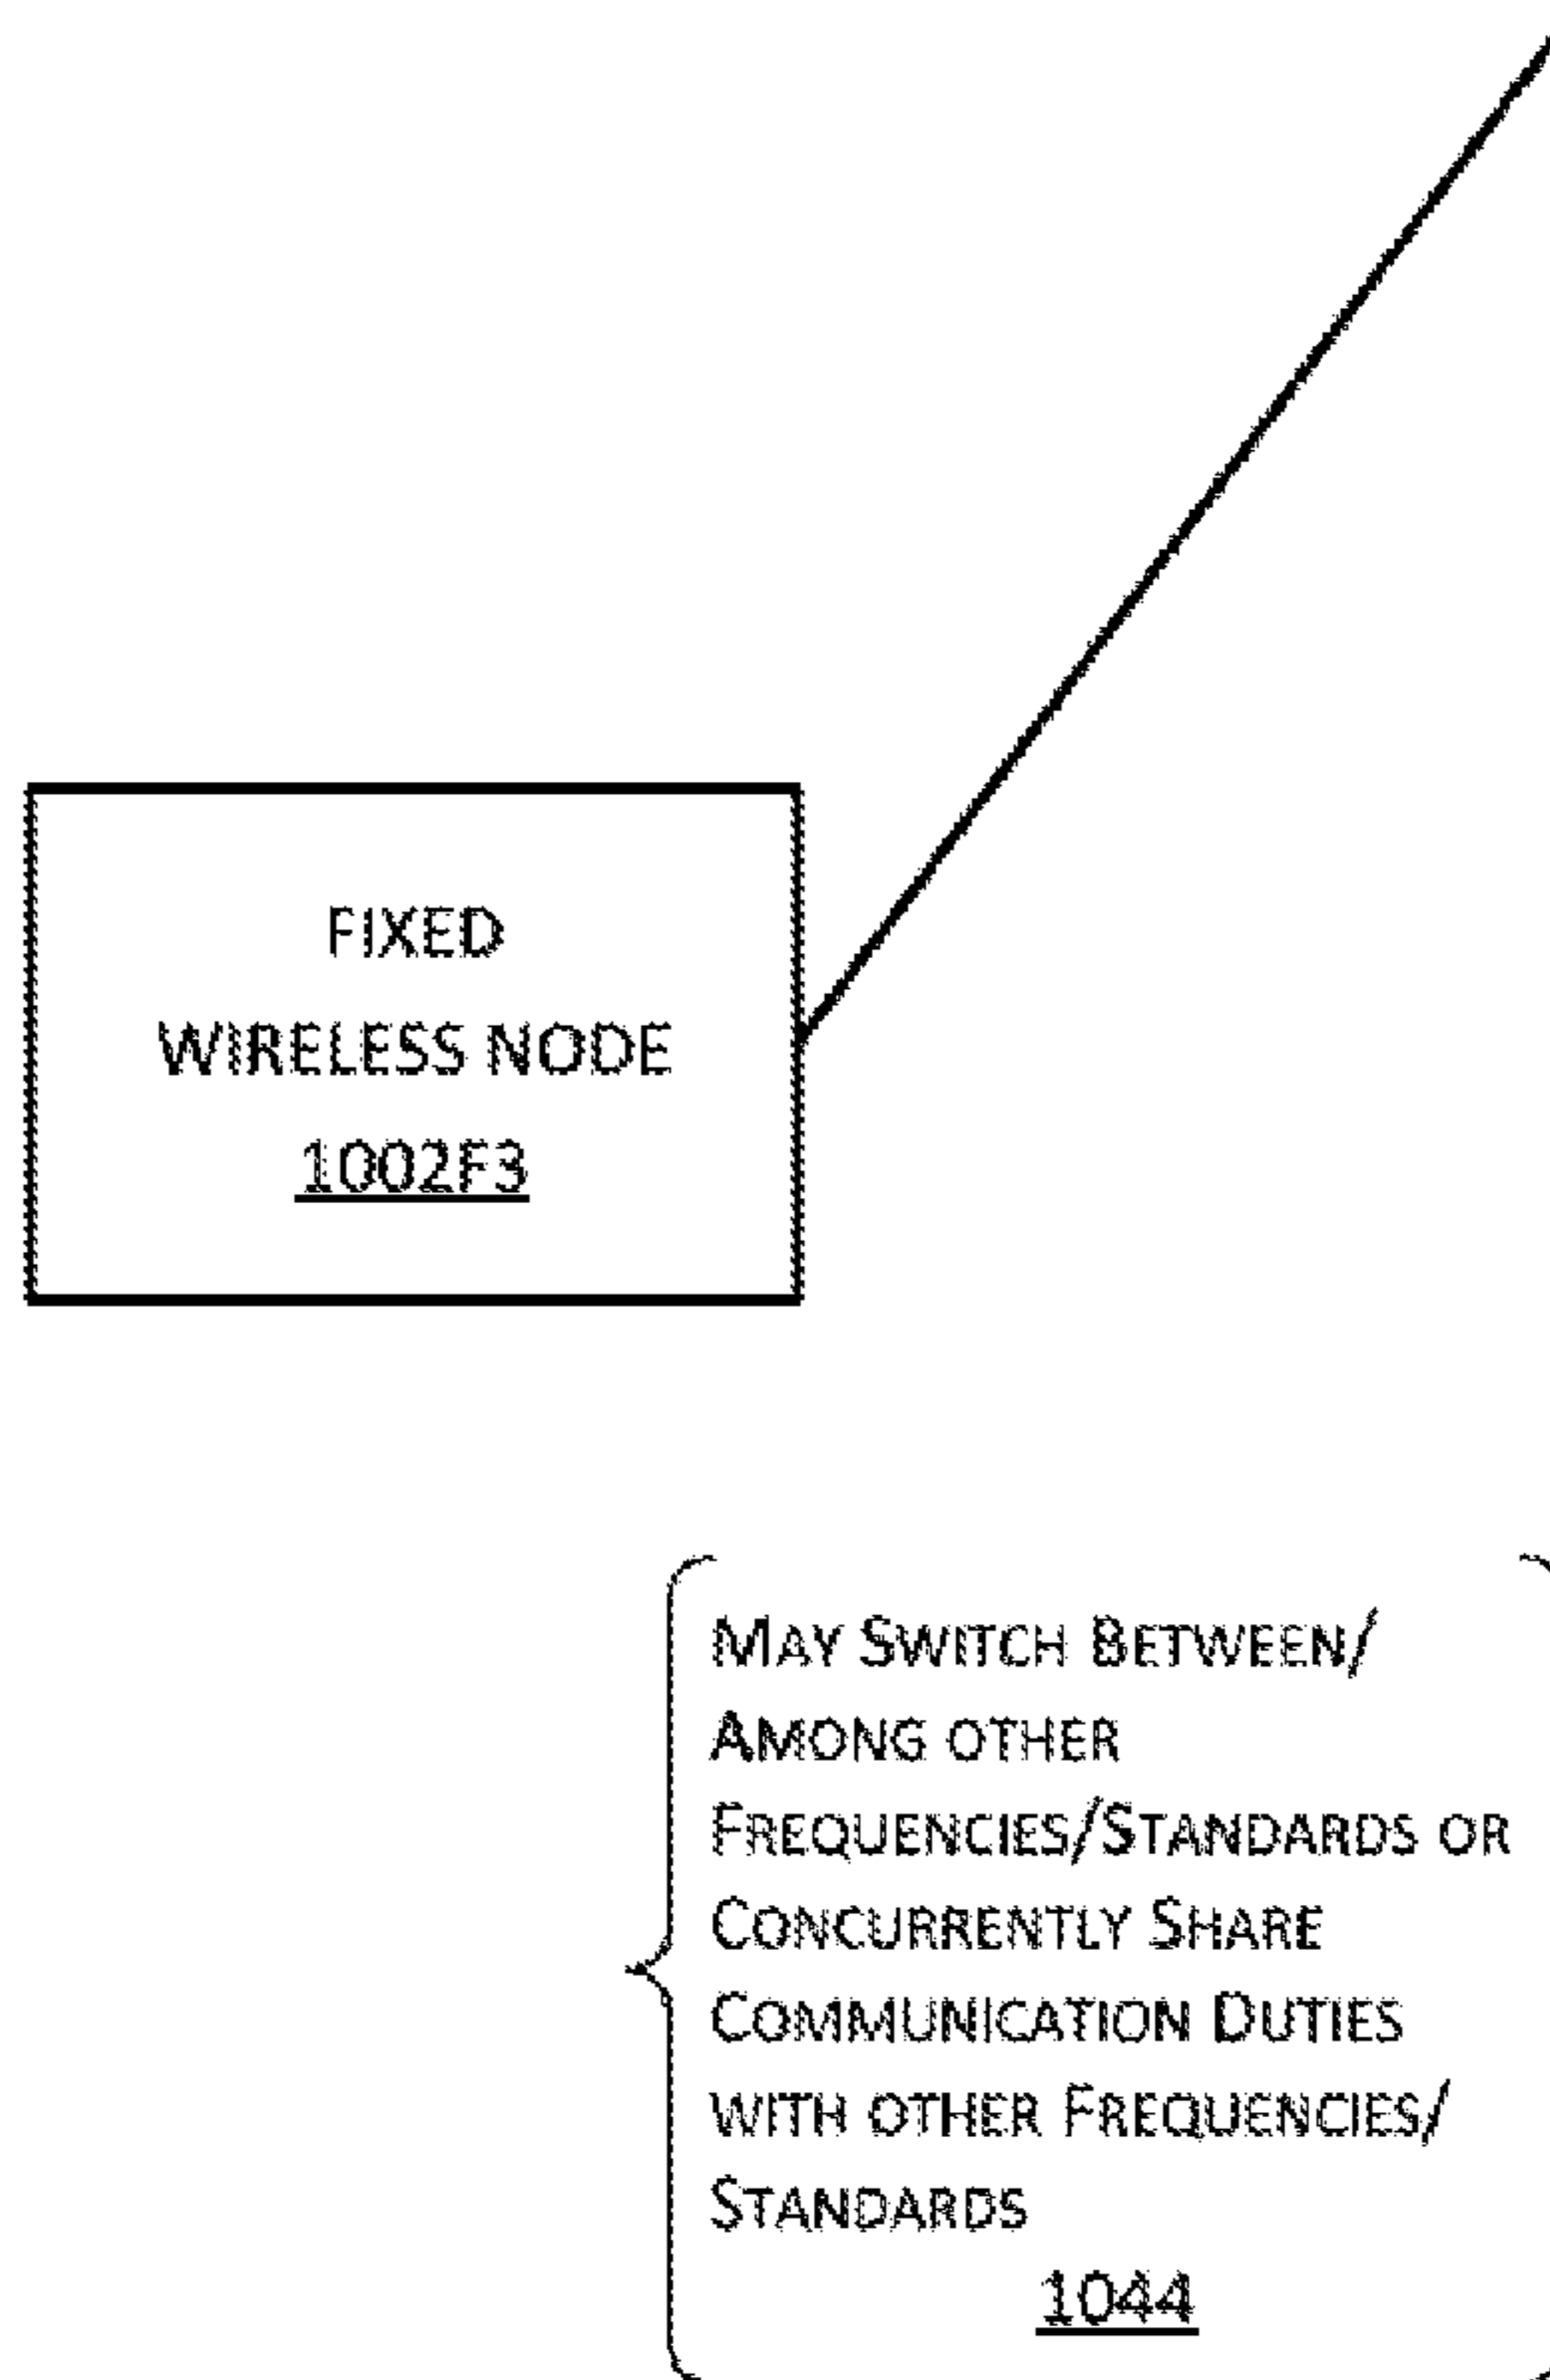 FIXED
WIRELESS NODE
1002F3
MAY SWITCH BETWEEN/
AMONG OTHER
FREQUENCIES/STANDARDS OR
CONCURRENTLY SHARE
COMMUNICATION DUTIES
WITH OTHER FREQUENCIES/
STANDARDS
1044